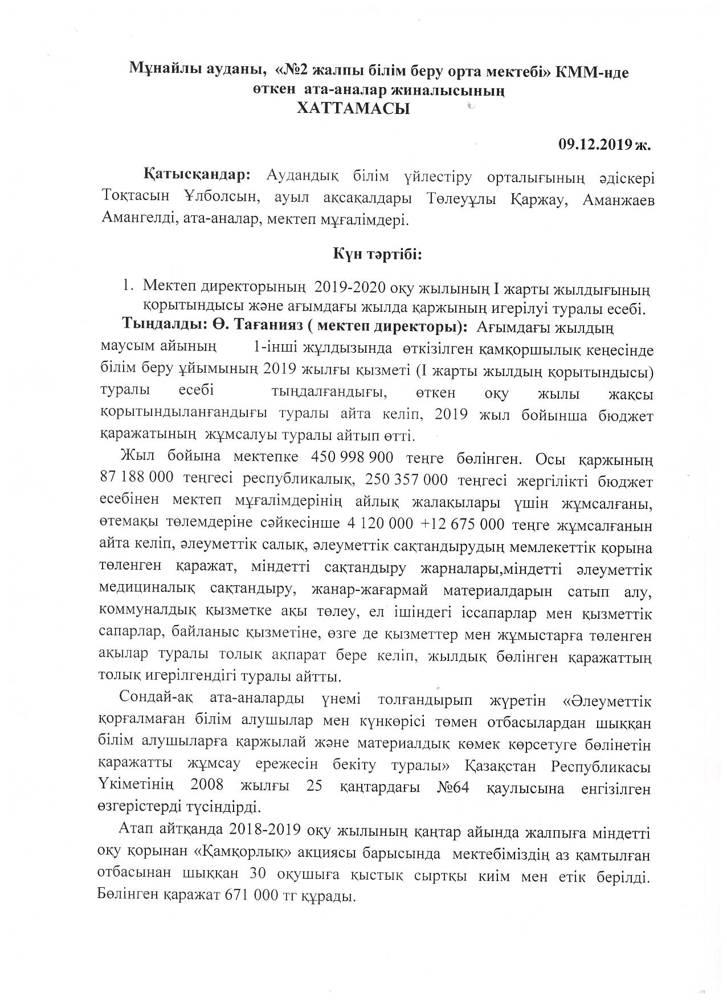 Мұнайлы ауданы, «№2 жалпы білім беру орта мектебі» КММ-нде
өткен ата-аналар жиналысының
ХАТТАМАСЫ
09.12.2019 ж.
Қатысқандар: Аудандық білім үйлестіру орталығының әдіскері
Тоқтасын Ұлболсын, ауыл ақсақалдары Төлеуұлы Қаржау, Аманжаев
Амангелді, ата-аналар, мектеп мұғалімдері.
Күн тәртібі:
1. Мектеп директорының 2019-2020 оқу жылының I жарты жылдығының
қорытындысы және ағымдағы жылда қаржының игерілуі туралы есебі.
Тыңдалды: Ө. Тағанияз ( мектеп директоры): Ағымдағы жылдың
маусым айының 1-інші жұлдызында өткізілген қамқоршылық кеңесінде
білім беру ұйымының 2019 жылғы қызметі (I жарты жылдың қорытындысы)
туралы есебі тыңдалғандығы, өткен оқу жылы жақсы
қорытындыланғандығы туралы айта келіп, 2019 жыл бойынша бюджет
қаражатының жұмсалуы туралы айтып өтті.
Жыл бойына мектепке 450 998 900 теңге бөлінген. Осы қаржының
87 188 000 теңгесі республикалық, 250 357 000 теңгесі жергілікті бюджет
есебінен мектеп мұғалімдерінің айлық жалақылары үшін жұмсалғаны,
өтемақы төлемдеріне сәйкесінше 4 120 000 +12 675 000 теңге жұмсалғанын
айта келіп, әлеуметтік салық, әлеуметтік сақтандырудың мемлекеттік қорына
төленген қаражат, міндетті сақтандыру жарналары,міндетті әлеуметтік
медициналық сақтандыру, жанар-жағармай материалдарын сатып алу,
коммуналдық қызметке ақы төлеу, ел ішіндегі іссапарлар мен қызметтік
сапарлар, байланыс қызметіне, өзге де қызметтер мен жұмыстарға төленген
ақылар туралы толық ақпарат бере келіп, жылдық бөлінген қаражаттың
толық игерілгендігі туралы айтты.
Сондай-ақ ата-аналарды үнемі толғандырып жүретін «Әлеуметтік
қорғалмаған білім алушылар мен күнкөрісі төмен отбасылардан шыққан
білім алушыларға қаржылай және материалдық көмек көрсетуге бөлінетін
қаражатты жұмсау ережесін бекіту туралы» Қазақстан Республикасы
Үкіметінің 2008 жылғы 25 қаңтардағы №64 қаулысына енгізілген
өзгерістерді түсіндірді.
Атап айтқанда 2018-2019 оқу жылының қаңтар айында жалпыға міндетті
оқу қорынан «Қамқорлық» акциясы барысында мектебіміздің аз қамтылған
отбасынан шыққан 30 оқушыға қыстық сыртқы киім мен етік берілді.
Бөлінген қаражат 671 000 тг құрады.